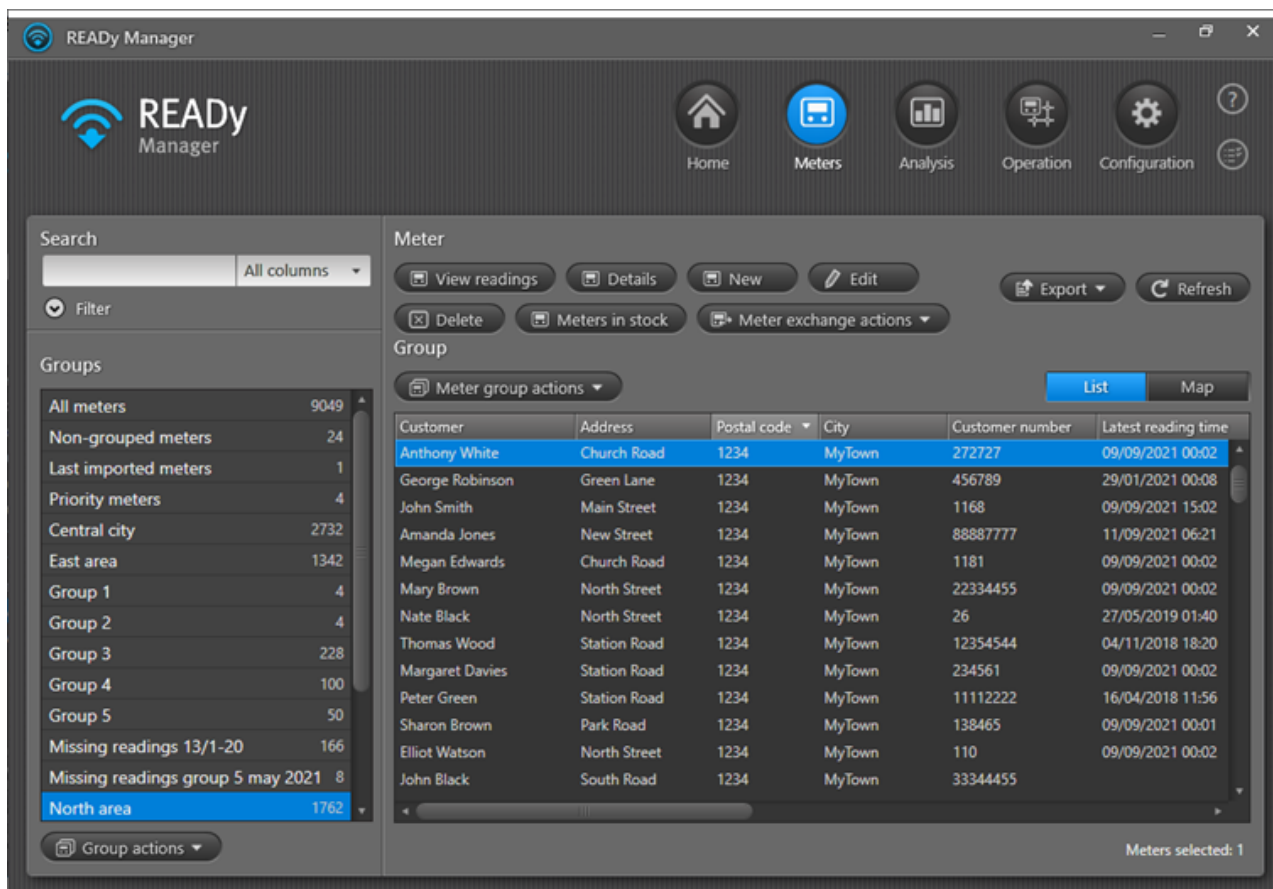 READy Manager
READy
Manager
Home Meters Analysis Operation Configuration
Search
All columns
Filter
Groups
All meters 9049
Non-grouped meters 24
Last imported meters 1
Priority meters 4
Central city 2732
East area 1342
Group 1 4
Group 2 4
Group 3 228
Group 4 100
Group 5 50
Missing readings 13/1-20 166
Missing readings group 5 may 2021 8
North area 1762
Group actions
Meter
View readings Details New Edit
Export Refresh
Delete Meters in stock Meter exchange actions
Group
Meter group actions
List Map
Customer Address Postal code City Customer number Latest reading time
Anthony White Church Road 1234 MyTown 272727 09/09/2021 00:02
George Robinson Green Lane 1234 MyTown 456789 29/01/2021 00:08
John Smith Main Street 1234 MyTown 1168 09/09/2021 15:02
Amanda Jones New Street 1234 MyTown 88887777 11/09/2021 06:21
Megan Edwards Church Road 1234 MyTown 1181 09/09/2021 00:02
Mary Brown North Street 1234 MyTown 22334455 09/09/2021 00:02
Nate Black North Street 1234 MyTown 26 27/05/2019 01:40
Thomas Wood Station Road 1234 MyTown 12354544 04/11/2018 18:20
Margaret Davies Station Road 1234 MyTown 234561 09/09/2021 00:02
Peter Green Station Road 1234 MyTown 11112222 16/04/2018 11:56
Sharon Brown Park Road 1234 MyTown 138465 09/09/2021 00:01
Elliot Watson North Street 1234 MyTown 110 09/09/2021 00:02
John Black South Road 1234 MyTown 33344455
Meters selected: 1